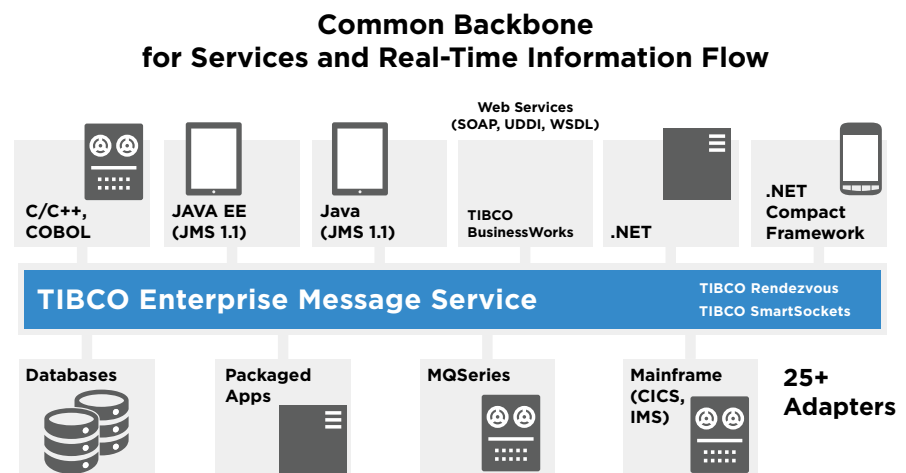 Common Backbone
for Services and Real-Time Information Flow
Web Services
(SOAP, UDDI, WSDL)
C/C++,
COBOL
JAVA EE
(JMS 1.1)
Java
(JMS 1.1)
TIBCO
BusinessWorks
.NET
.NET
Compact
Framework
TIBCO Enterprise Message Service
TIBCO Rendezvous
TIBCO SmartSockets
Databases
Packaged
Apps
MQSeries
Mainframe
(CICS,
IMS)
25+
Adapters